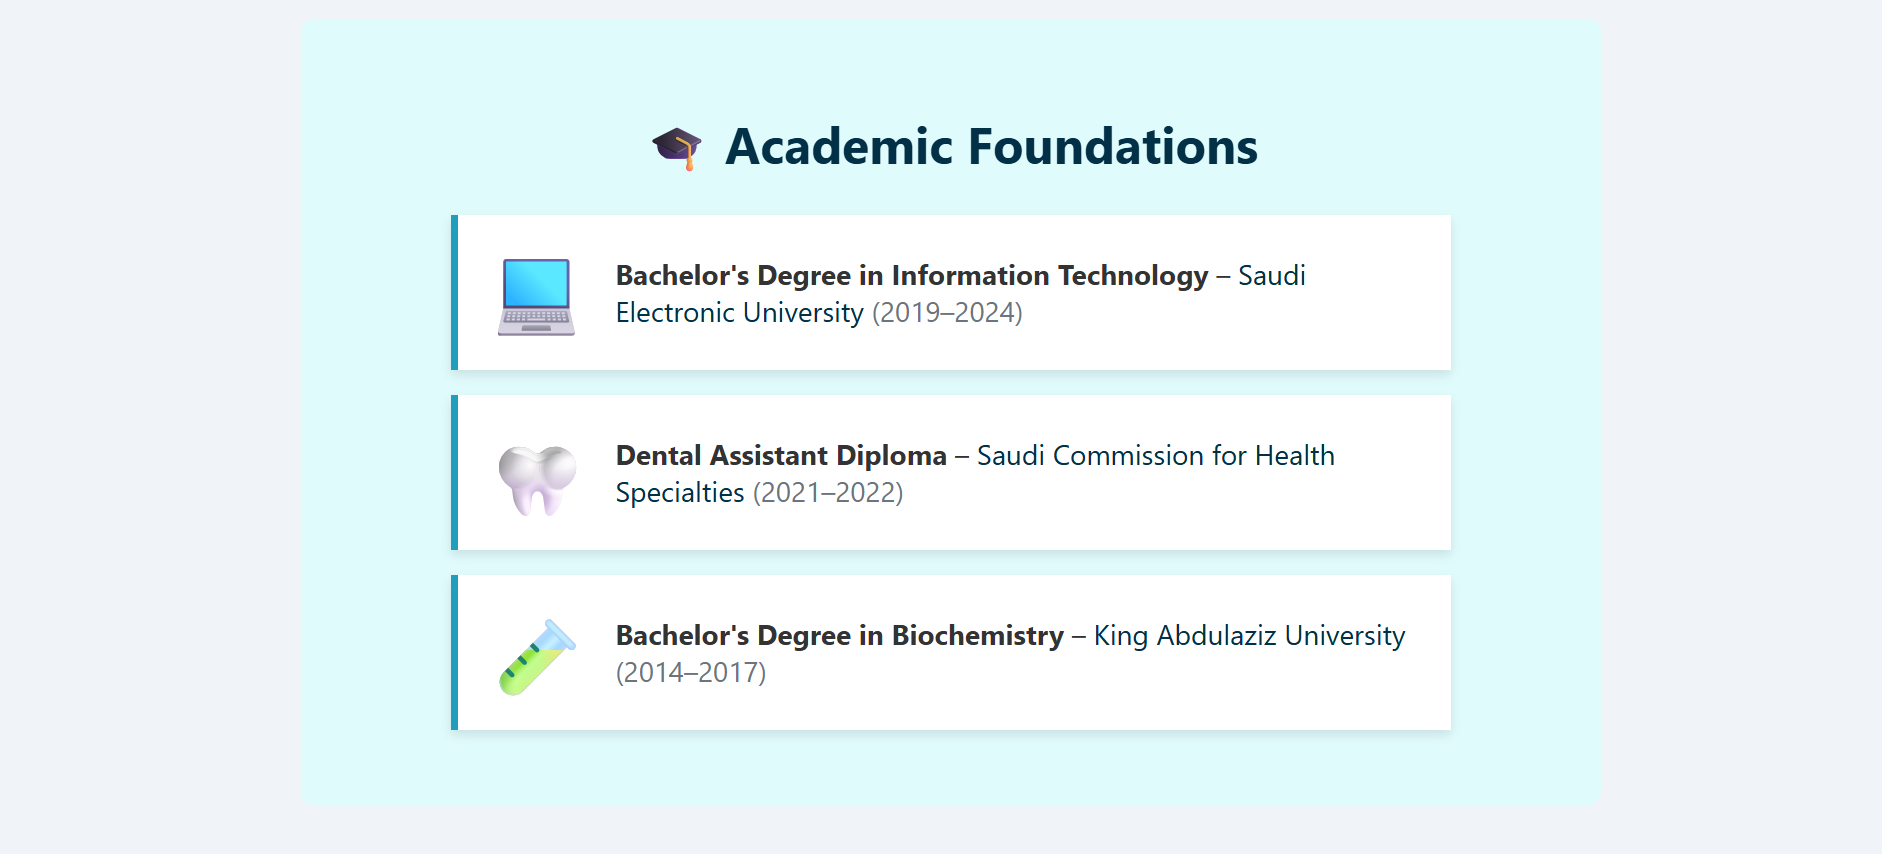 Academic Foundations
Bachelor's Degree in Information Technology – Saudi
Electronic University (2019–2024)
Dental Assistant Diploma – Saudi Commission for Health
Specialties (2021–2022)
Bachelor's Degree in Biochemistry – King Abdulaziz University
(2014–2017)